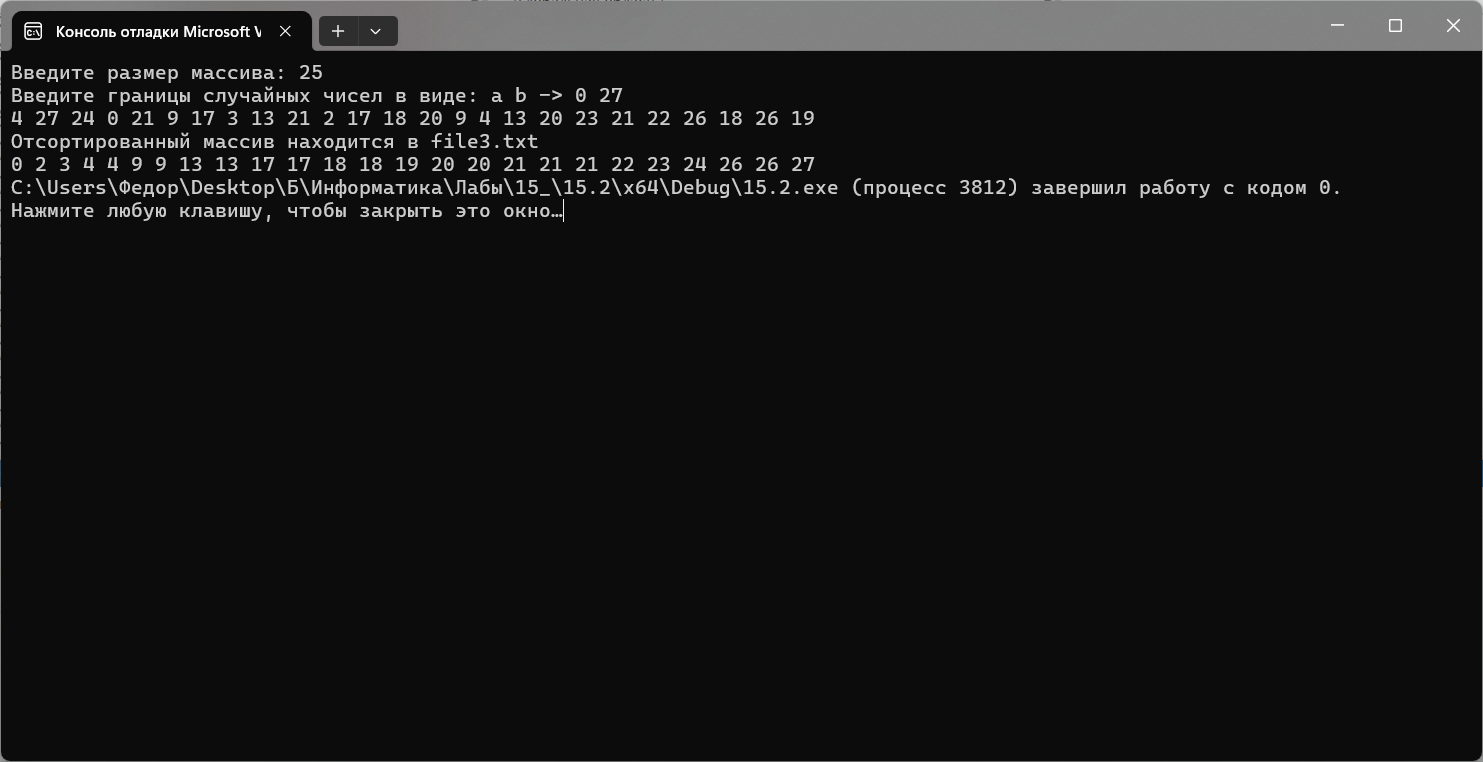 Консоль отладки Microsoft V
Введите размер массива: 25
Введите границы случайных чисел в виде: a b -> 0 27
4 27 24 0 21 9 17 3 13 21 2 17 18 20 9 4 13 20 23 21 22 26 18 26 19
Отсортированный массив находится в file3.txt
0 2 3 4 4 9 9 13 13 17 17 18 18 19 20 20 21 21 21 22 23 24 26 26 27
C:\Users\Федор\Desktop\Б\Информатика\Лабы\15_\15.2\x64\Debug\15.2.exe (процесс 3812) завершил работу с кодом 0.
Нажмите любую клавишу, чтобы закрыть это окно…